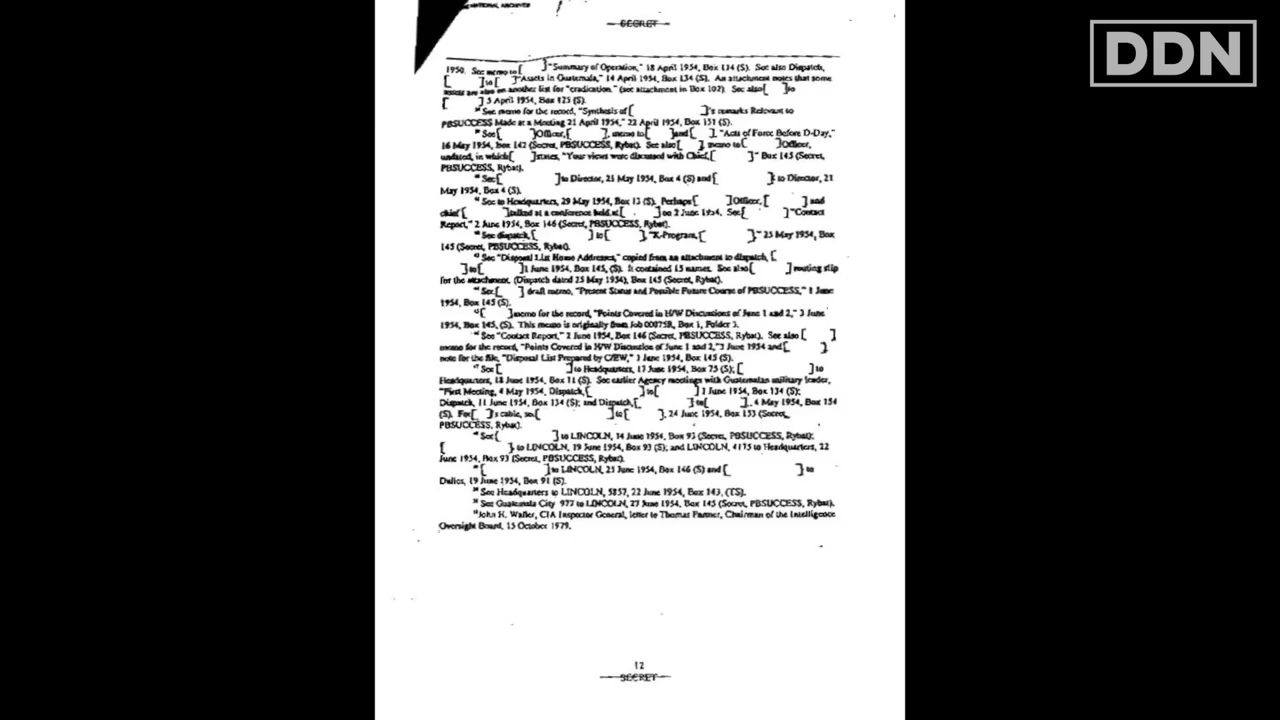 NATIONAL ARCHIVES
DDN
SECRET
1950. See memo to [ ] "Summary of Operation," 18 April 1954, Box 134 (S). See also Dispatch,
[ ] to [ ] "Assets in Guatemala," 14 April 1954, Box 134 (S). An attachment notes that some
assets are also on another list for "eradication." (see attachment in Box 102). See also [ ] to
[ ] 5 April 1954, Box 125 (S).
See memo for the record, "Synthesis of [ ]'s remarks Relevant to
PBSUCCESS Made at a Meeting 21 April 1954," 22 April 1954, Box 151 (S).
See [ ] Officer, [ ], memo to [ ] and [ ], "Acts of Force Before D-Day,"
16 May 1954, Box 142 (Secret, PBSUCCESS, Rybat). See also [ ], memo to [ ] Officer,
undated, in which [ ] states, "Your views were discussed with Chief, [ ]" Box 145 (Secret,
PBSUCCESS, Rybat).
See [ ] to Director, 21 May 1954, Box 4 (S) and [ ] to Director, 21
May 1954, Box 4 (S).
See to Headquarters, 29 May 1954, Box 13 (S). Perhaps [ ] Officer, [ ] and
chief [ ] talked at a conference held at [ ] on 2 June 1954. See [ ] "Contact
Report," 2 June 1954, Box 146 (Secret, PBSUCCESS, Rybat).
See dispatch, [ ] to [ ], "K-Program, [ ]," 25 May 1954, Box
145 (Secret, PBSUCCESS, Rybat).
See "Disposal List Home Addresses," copied from an attachment to dispatch, [
] to [ ] 1 June 1954, Box 145, (S). It contained 15 names. See also [ ] routing slip
for the attachment. (Dispatch dated 25 May 1954), Box 145 (Secret, Rybat).
See [ ] draft memo, "Present Status and Possible Future Course of PBSUCCESS," 1 June
1954, Box 145 (S).
[ ] memo for the record, "Points Covered in H/W Discussions of June 1 and 2," 3 June
1954, Box 145, (S). This memo is originally from Job 00075R, Box 1, Folder 3.
See "Contact Report," 2 June 1954, Box 146 (Secret, PBSUCCESS, Rybat). See also [ ]
memo for the record, "Points Covered in H/W Discussion of June 1 and 2," 3 June 1954 and [ ],
note for the file, "Disposal List Prepared by C/EW," 1 June 1954, Box 145 (S).
See [ ] to Headquarters, 17 June 1954, Box 75 (S); [ ] to
Headquarters, 18 June 1954, Box 11 (S). See earlier Agency meetings with Guatemalan military leader,
"First Meeting, 4 May 1954, Dispatch, [ ] to [ ] 1 June 1954, Box 134 (S);
Dispatch, 11 June 1954, Box 134 (S); and Dispatch, [ ] to [ ], 4 May 1954, Box 154
(S). For [ ]'s cable, see [ ] to [ ], 24 June 1954, Box 153 (Secret,
PBSUCCESS, Rybat).
See [ ] to LINCOLN, 14 June 1954, Box 93 (Secret, PBSUCCESS, Rybat);
[ ], to LINCOLN, 19 June 1954, Box 93 (S); and LINCOLN, 4175 to Headquarters, 22
June 1954, Box 93 (Secret, PBSUCCESS, Rybat).
[ ] to LINCOLN, 25 June 1954, Box 146 (S) and [ ] to
Dulles, 19 June 1954, Box 91 (S).
See Headquarters to LINCOLN, 5857, 22 June 1954, Box 143, (TS).
See Guatemala City 977 to LINCOLN, 27 June 1954, Box 145 (Secret, PBSUCCESS, Rybat).
John H. Waller, CIA Inspector General, letter to Thomas Farmer, Chairman of the Intelligence
Oversight Board, 15 October 1979.
12
SECRET